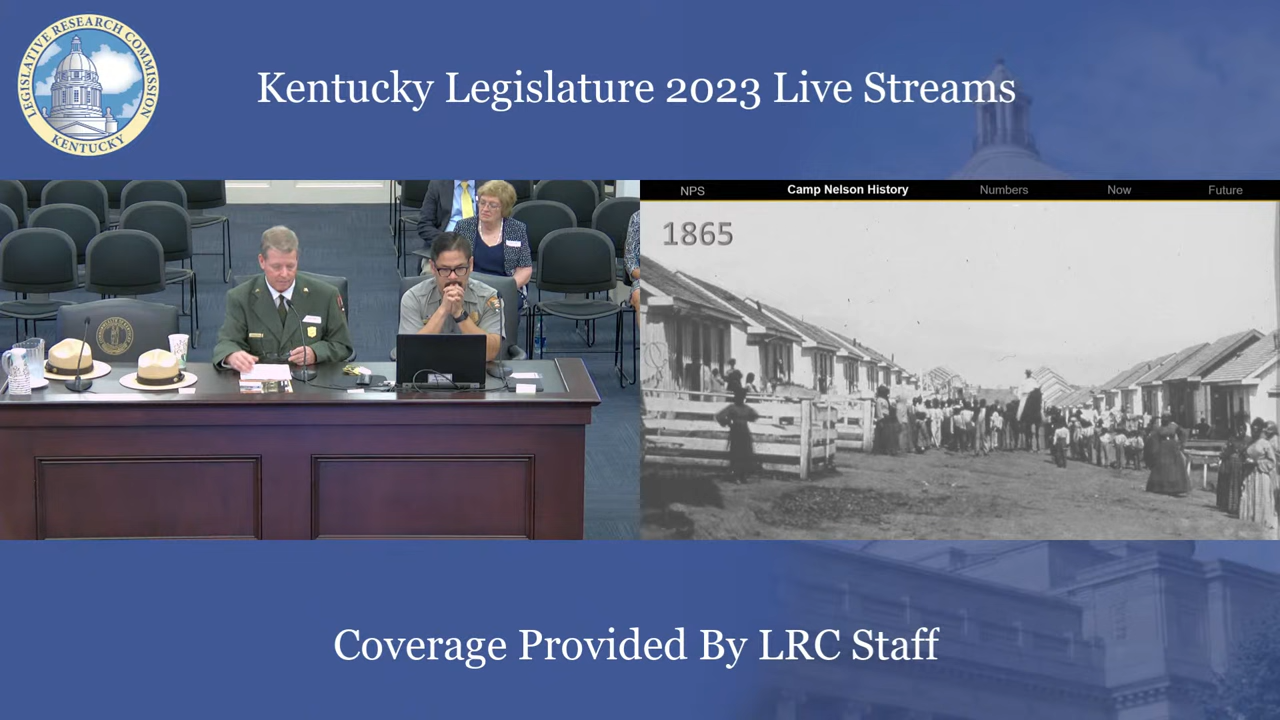 LEGISLATIVE RESEARCH COMMISSION
KENTUCKY
Kentucky Legislature 2023 Live Streams
NPS Camp Nelson History Numbers Now Future
1865
Coverage Provided By LRC Staff